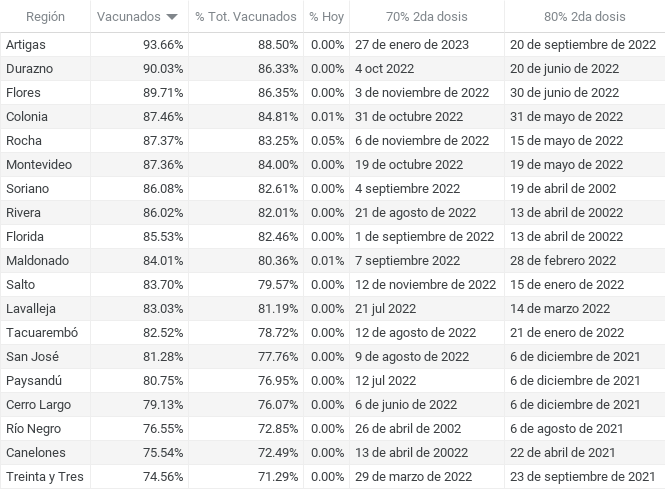 Región Vacunados % Tot. Vacunados % Hoy 70% 2da dosis 80% 2da dosis
Artigas 93.66% 88.50% 0.00% 27 de enero de 2023 20 de septiembre de 2022
Durazno 90.03% 86.33% 0.00% 4 oct 2022 20 de junio de 2022
Flores 89.71% 86.35% 0.00% 3 de noviembre de 2022 30 de junio de 2022
Colonia 87.46% 84.81% 0.01% 31 de octubre 2022 31 de mayo de 2022
Rocha 87.37% 83.25% 0.05% 6 de noviembre de 2022 15 de mayo de 2022
Montevideo 87.36% 84.00% 0.00% 19 de octubre de 2022 19 de mayo de 2022
Soriano 86.08% 82.61% 0.00% 4 septiembre 2022 19 de abril de 2002
Rivera 86.02% 82.01% 0.00% 21 de agosto de 2022 13 de abril de 20022
Florida 85.53% 82.46% 0.00% 1 de septiembre de 2022 13 de abril de 20022
Maldonado 84.01% 80.36% 0.01% 7 septiembre 2022 28 de febrero 2022
Salto 83.70% 79.57% 0.00% 12 de noviembre de 2022 15 de enero de 2022
Lavalleja 83.03% 81.19% 0.00% 21 jul 2022 14 de marzo 2022
Tacuarembó 82.52% 78.72% 0.00% 12 de agosto de 2022 21 de enero de 2022
San José 81.28% 77.76% 0.00% 9 de agosto de 2022 6 de diciembre de 2021
Paysandú 80.75% 76.95% 0.00% 12 jul 2022 6 de diciembre de 2021
Cerro Largo 79.13% 76.07% 0.00% 6 de junio de 2022 6 de diciembre de 2021
Río Negro 76.55% 72.85% 0.00% 26 de abril de 2002 6 de agosto de 2021
Canelones 75.54% 72.49% 0.00% 13 de abril de 20022 22 de abril de 2021
Treinta y Tres 74.56% 71.29% 0.00% 29 de marzo de 2022 23 de septiembre de 2021